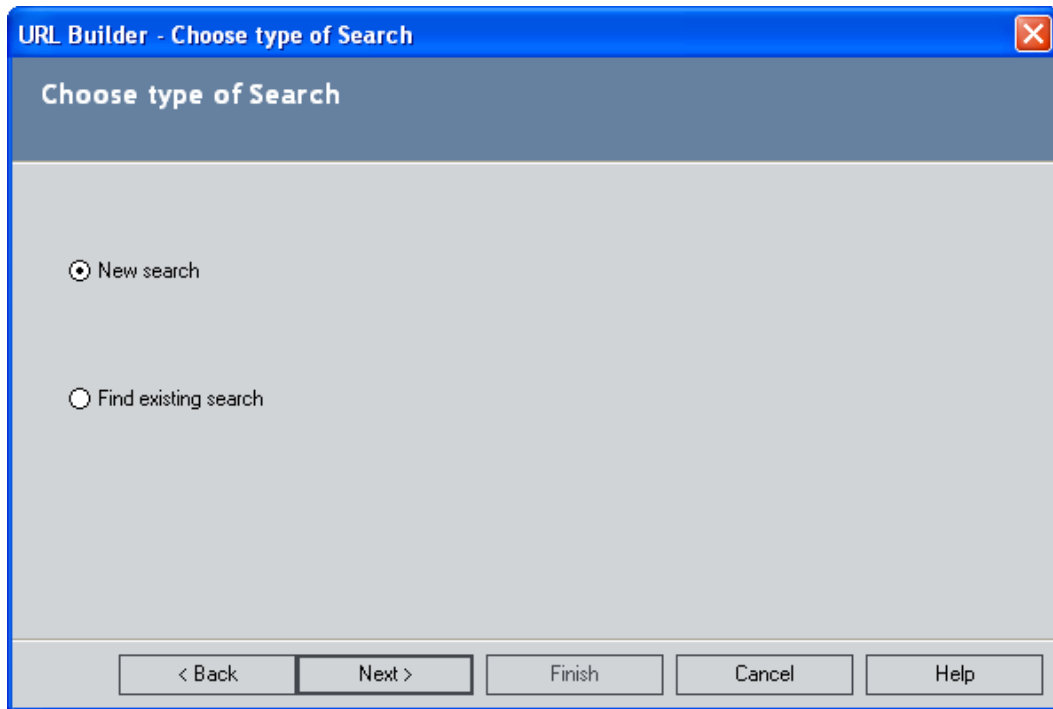 URL Builder - Choose type of Search
Choose type of Search
New search
Find existing search
< Back Next > Finish Cancel Help